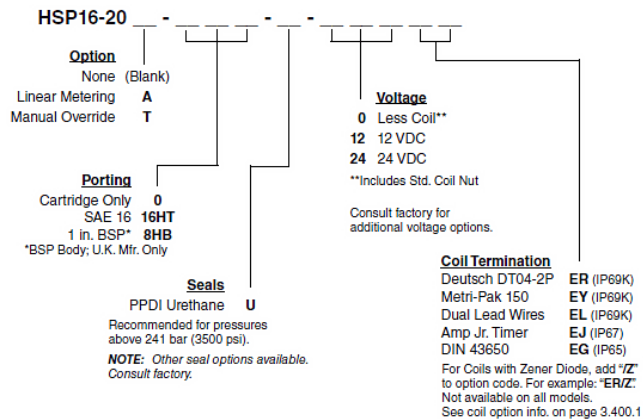 HSP16-20 __ - __ __ __ - __ - __ __ __ __ __
Option
None (Blank)
Linear Metering A
Manual Override T
Voltage
0 Less Coil**
12 12 VDC
24 24 VDC
**Includes Std. Coil Nut
Consult factory for
additional voltage options.
Porting
Cartridge Only 0
SAE 16 16HT
1 in. BSP* 8HB
*BSP Body; U.K. Mfr. Only
Seals
PPDI Urethane U
Recommended for pressures
above 241 bar (3500 psi).
NOTE: Other seal options available.
Consult factory.
Coil Termination
Deutsch DT04-2P ER (IP69K)
Metri-Pak 150 EY (IP69K)
Dual Lead Wires EL (IP69K)
Amp Jr. Timer EJ (IP67)
DIN 43650 EG (IP65)
For Coils with Zener Diode, add "/Z"
to option code. For example: "ER/Z".
Not available on all models.
See coil option info. on page 3.400.1